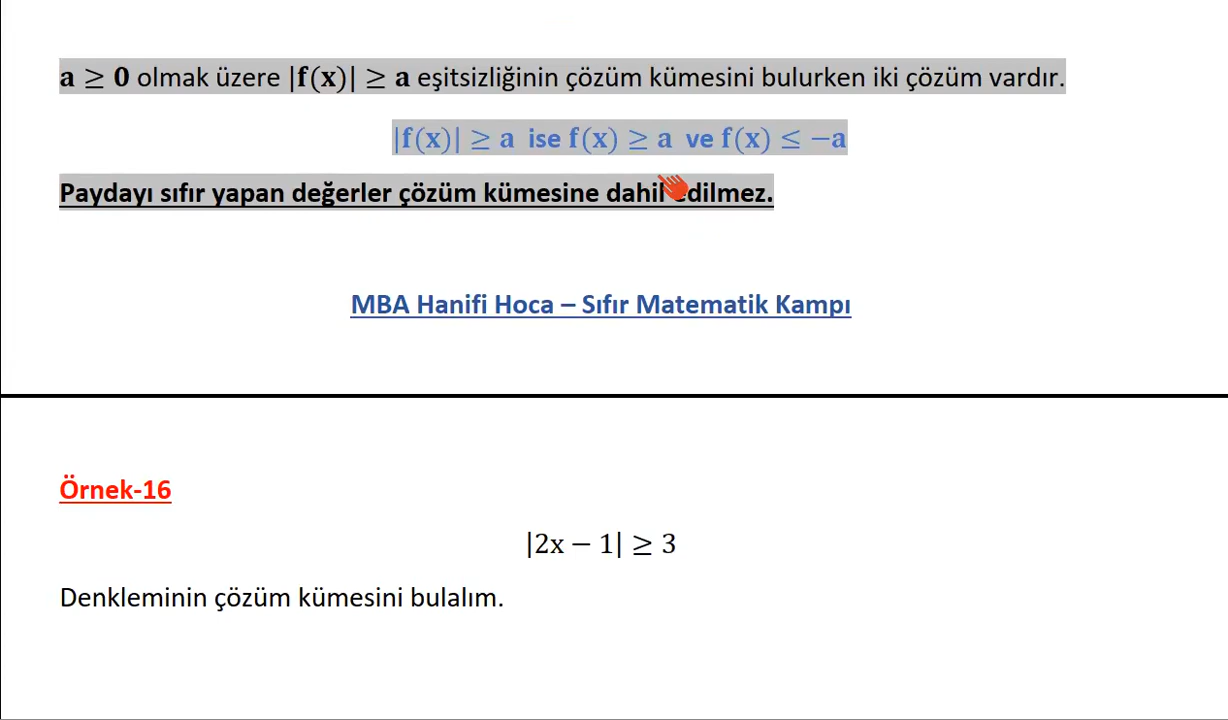 a ≥ 0 olmak üzere |f(x)| ≥ a eşitsizliğinin çözüm kümesini bulurken iki çözüm vardır.
|f(x)| ≥ a ise f(x) ≥ a ve f(x) ≤ −a
Paydayı sıfır yapan değerler çözüm kümesine dahil edilmez.
MBA Hanifi Hoca – Sıfır Matematik Kampı
Örnek-16
|2x − 1| ≥ 3
Denkleminin çözüm kümesini bulalım.